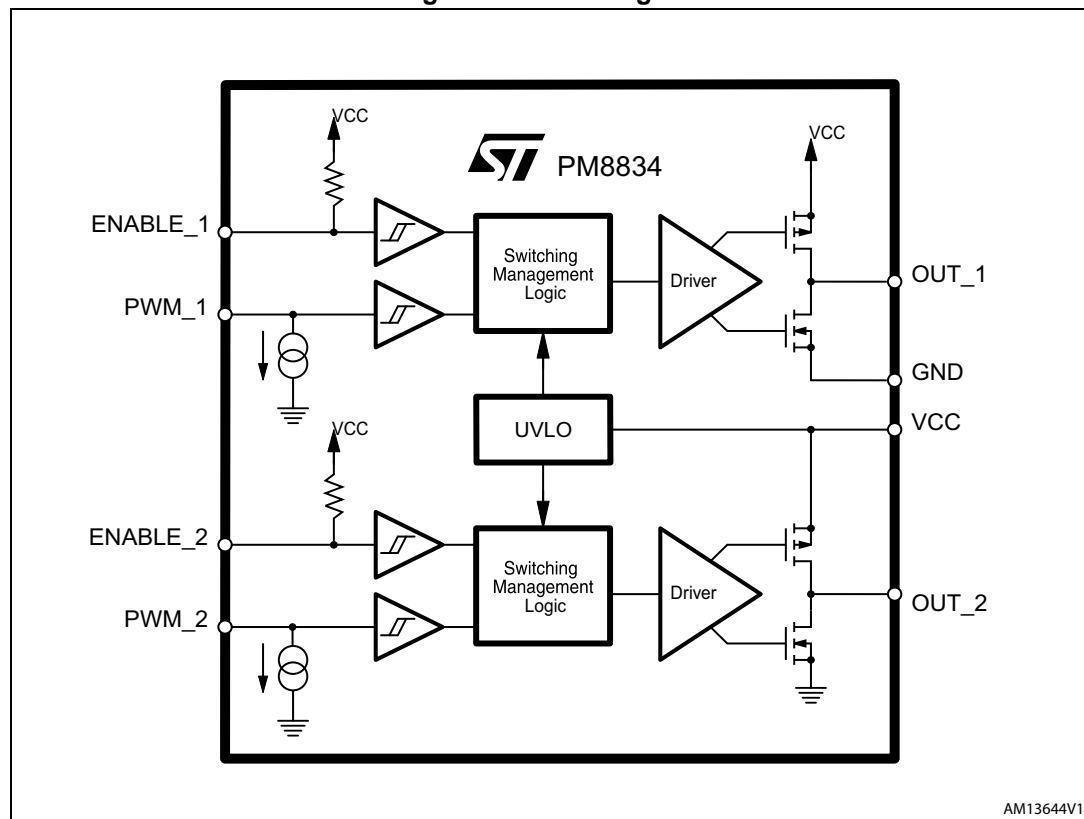 VCC
VCC
ST PM8834
ENABLE_1
Switching
Management
Logic
Driver
OUT_1
PWM_1
GND
VCC
UVLO
VCC
ENABLE_2
Switching
Management
Logic
Driver
OUT_2
PWM_2
AM13644V1